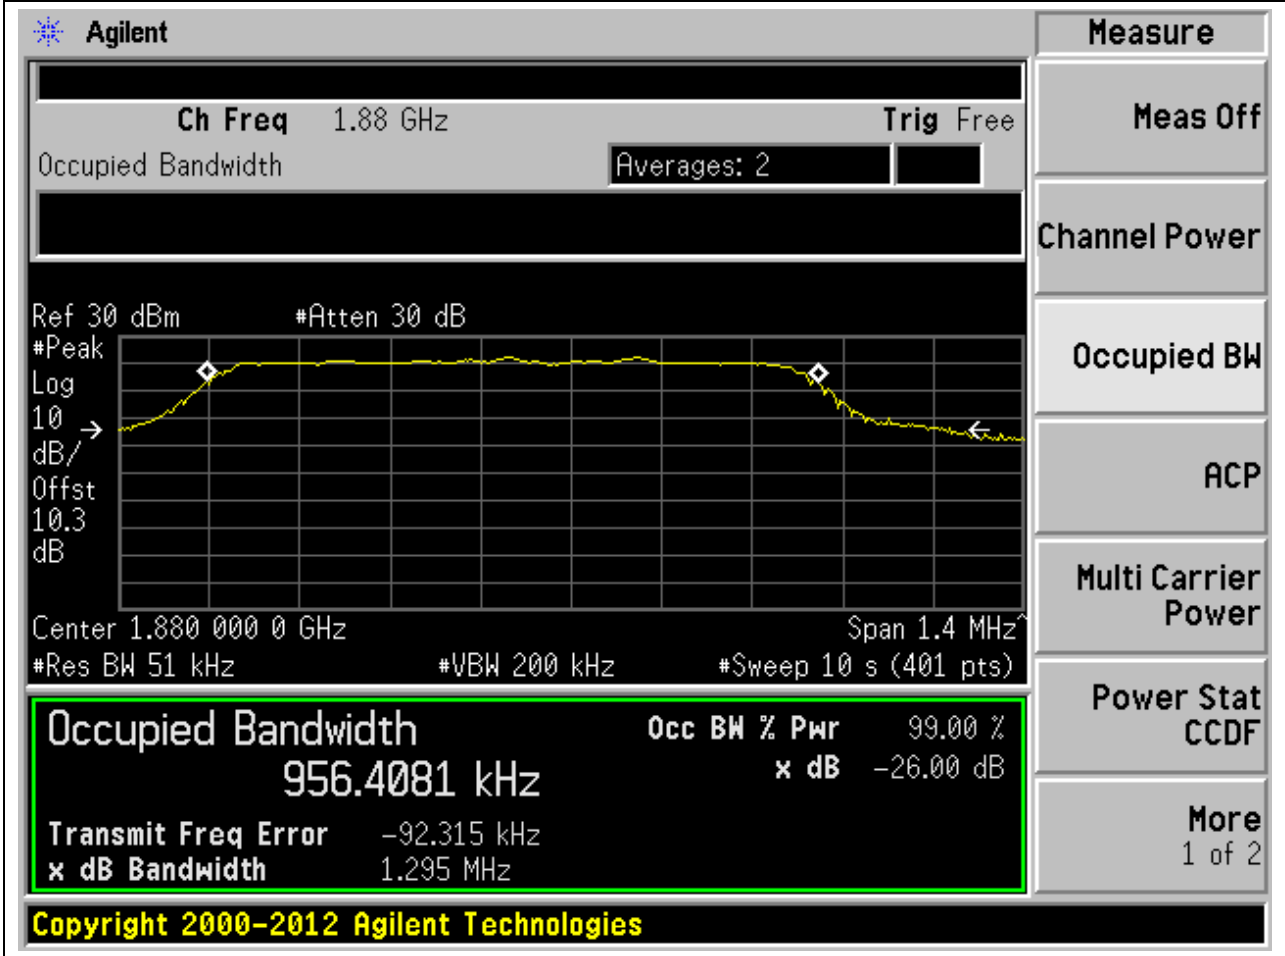 Agilent
Measure
Ch Freq 1.88 GHz Trig Free
Meas Off
Occupied Bandwidth Averages: 2
Channel Power
Ref 30 dBm #Atten 30 dB
#Peak
Log
10
dB/
Offst
10.3
dB
Occupied BW
ACP
Center 1.880 000 0 GHz Span 1.4 MHz^
#Res BW 51 kHz #VBW 200 kHz #Sweep 10 s (401 pts)
Multi Carrier
Power
Occupied Bandwidth Occ BW % Pwr 99.00 %
956.4081 kHz x dB -26.00 dB
Transmit Freq Error -92.315 kHz
x dB Bandwidth 1.295 MHz
Power Stat
CCDF
More
1 of 2
Copyright 2000-2012 Agilent Technologies